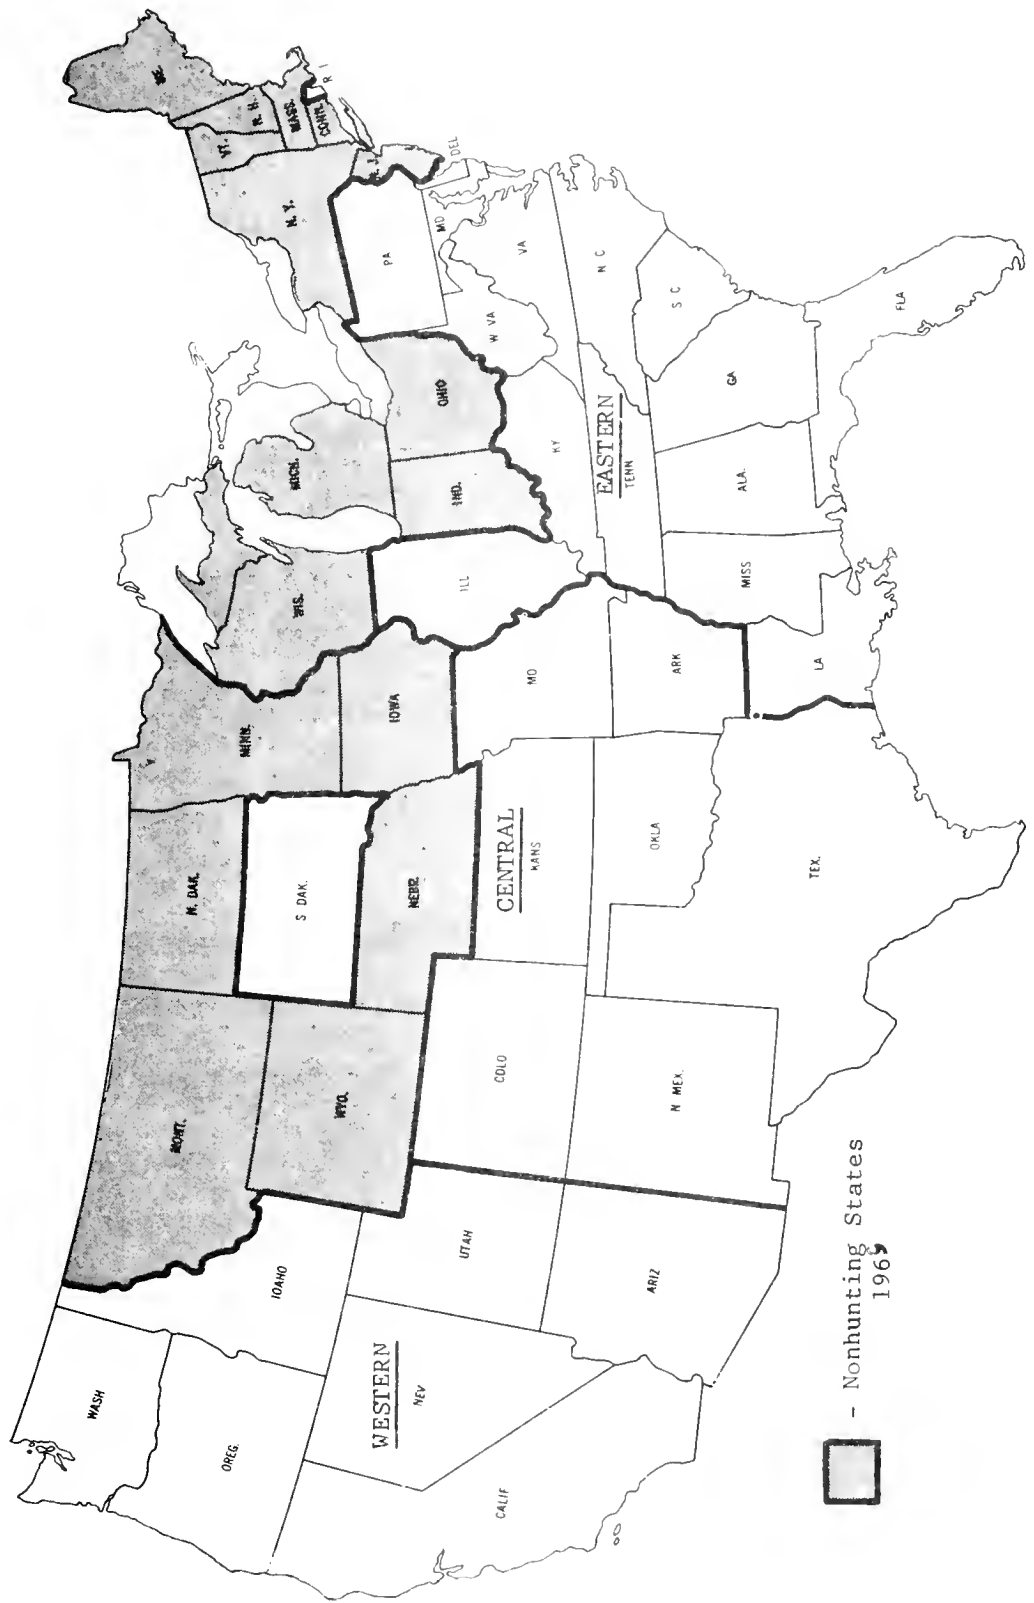 WASH
OREG.
CALIF
NEV
WESTERN
IDAHO
UTAH
ARIZ
MONT.
WYO.
COLO
N MEX.
N. DAK.
S DAK.
NEBR.
CENTRAL
KANS
OKLA
TEX.
MINN.
IOWA
MO
ARK
LA
WIS.
ILL
MISS
MICH.
IND.
OHIO
KY
EASTERN
TENN
ALA.
GA
FLA
S C
N C
VA
W VA
MD
DEL
PA
N. J.
N. Y.
VT.
N. H.
MASS.
CONN.
R I
ME.
- Nonhunting States